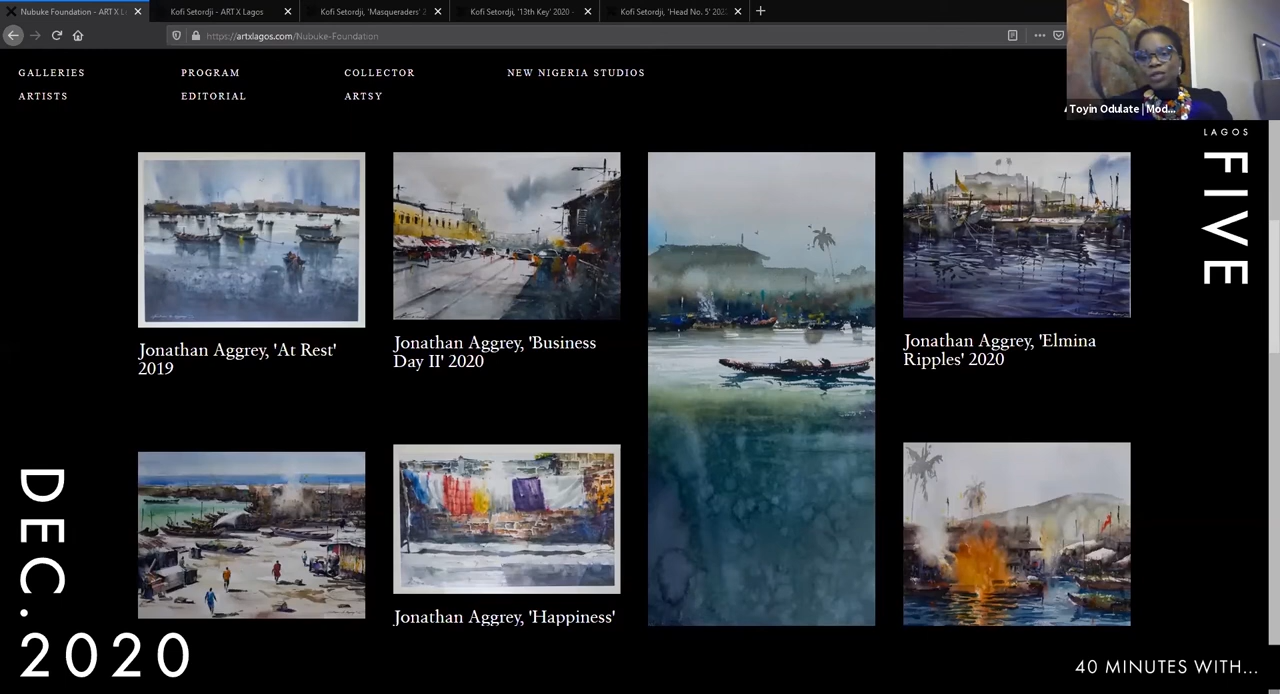 Nubuke Foundation - ART X L
Kofi Setordji - ART X Lagos
Kofi Setordji, 'Masqueraders' 2
Kofi Setordji, '13th Key' 2020 -
Kofi Setordji, 'Head No. 5' 202
https://artxlagos.com/Nubuke-Foundation
GALLERIES
PROGRAM
COLLECTOR
NEW NIGERIA STUDIOS
ARTISTS
EDITORIAL
ARTSY
Toyin Odulate | Mod...
LAGOS
FIVE
Jonathan Aggrey, 'At Rest'
2019
Jonathan Aggrey, 'Business
Day II' 2020
Jonathan Aggrey, 'Elmina
Ripples' 2020
Jonathan Aggrey, 'Happiness'
DEC.
2020
40 MINUTES WITH...